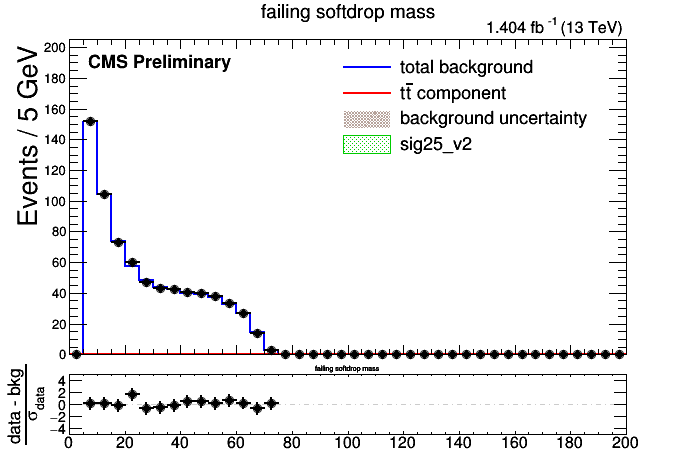 failing softdrop mass
1.404 fb⁻¹ (13 TeV)
CMS Preliminary
total background
tt̅ component
background uncertainty
sig25_v2
Events / 5 GeV
200
180
160
140
120
100
80
60
40
20
0
failing softdrop mass
data - bkg
σ data
4
2
0
−2
−4
0 20 40 60 80 100 120 140 160 180 200